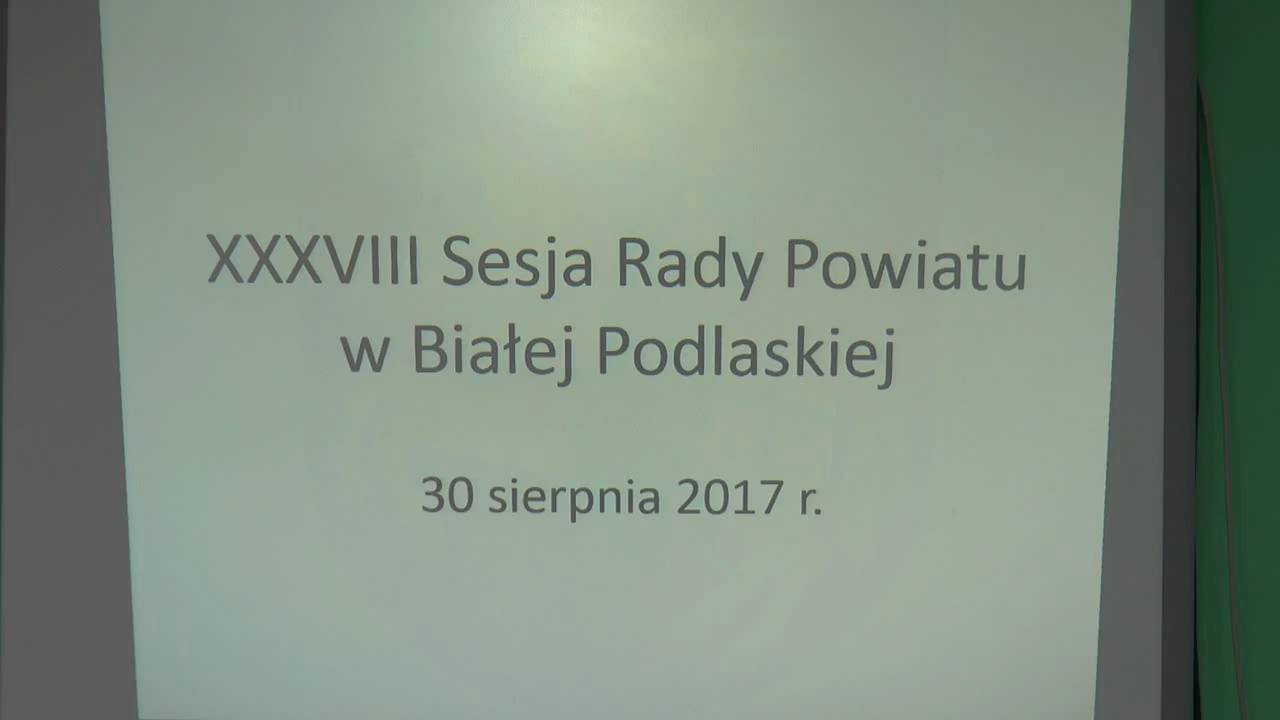 XXXVIII Sesja Rady Powiatu
w Białej Podlaskiej
30 sierpnia 2017 r.